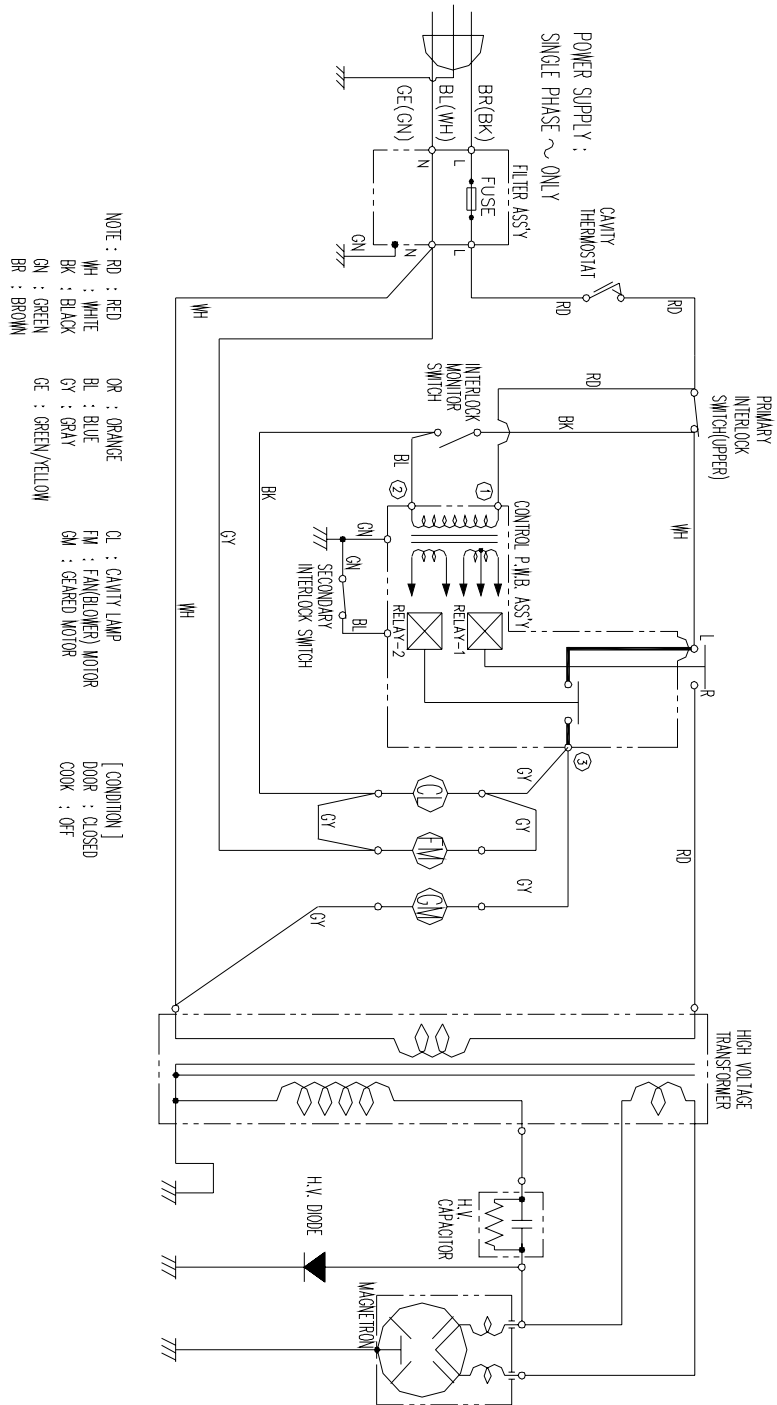 POWER SUPPLY :
SINGLE PHASE ~ ONLY
BR(BK)
BL(WH)
GE(GN)
FILTER ASS'Y
L
FUSE
L
N
N
GN
CAVITY
THERMOSTAT
RD
RD
PRIMARY
INTERLOCK
SWITCH(UPPER)
RD
BK
INTERLOCK
MONITOR
SWITCH
BL
BK
WH
GY
WH
WH
1
2
CONTROL P.W.B. ASS'Y
RELAY-1
RELAY-2
GN
GN
BL
SECONDARY
INTERLOCK SWITCH
L
R
3
RD
GY
GY
GY
GY
GY
CL
FM
GM
HIGH VOLTAGE
TRANSFORMER
H.V.
CAPACITOR
H.V. DIODE
MAGNETRON
NOTE : RD : RED
WH : WHITE
BK : BLACK
GN : GREEN
BR : BROWN
OR : ORANGE
BL : BLUE
GY : GRAY
GE : GREEN/YELLOW
CL : CAVITY LAMP
FM : FAN(BLOWER) MOTOR
GM : GEARED MOTOR
[CONDITION]
DOOR : CLOSED
COOK : OFF